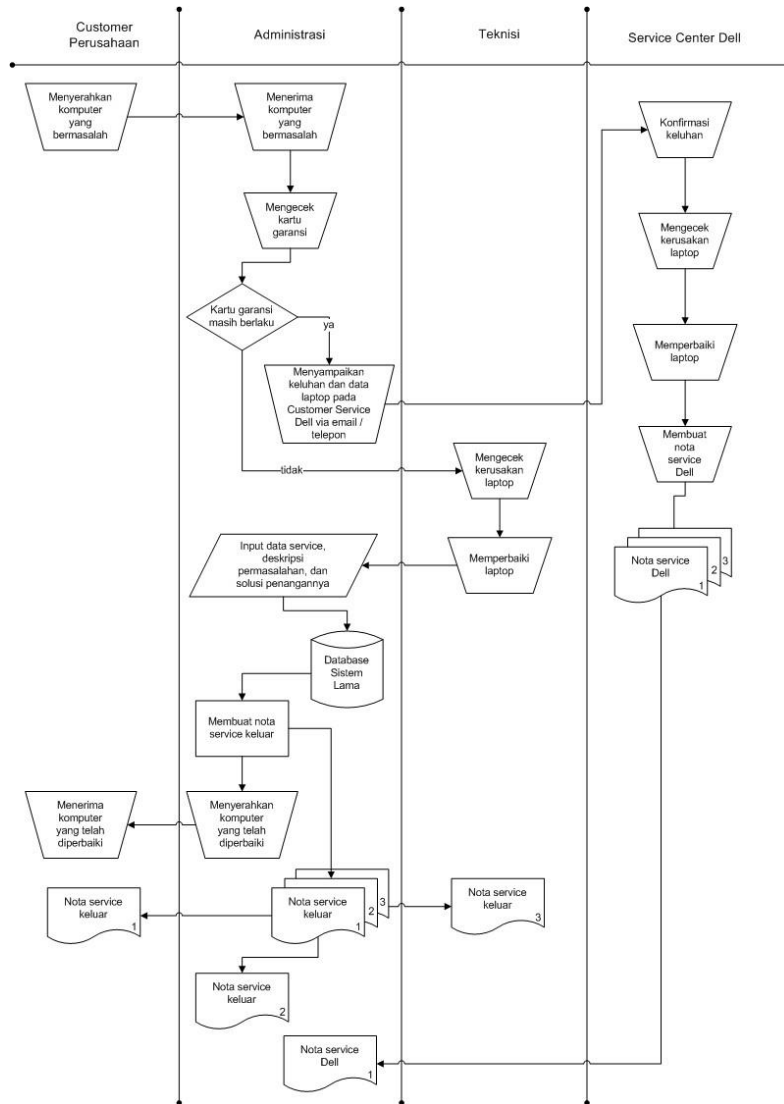 Customer
Perusahaan
Administrasi
Teknisi
Service Center Dell
Menyerahkan
komputer
yang
bermasalah
Menerima
komputer
yang
bermasalah
Konfirmasi
keluhan
Mengecek
kartu
garansi
Mengecek
kerusakan
laptop
Kartu garansi
masih berlaku
ya
Memperbaiki
laptop
Menyampaikan
keluhan dan data
laptop pada
Customer Service
Dell via email /
telepon
Membuat
nota
service
Dell
tidak
Mengecek
kerusakan
laptop
Input data service,
deskripsi
permasalahan, dan
solusi penangannya
Memperbaiki
laptop
Nota service
Dell
1
2
3
Database
Sistem
Lama
Membuat nota
service keluar
Menerima
komputer
yang telah
diperbaiki
Menyerahkan
komputer
yang telah
diperbaiki
Nota service
keluar
1
Nota service
keluar
1
2
3
Nota service
keluar
3
Nota service
keluar
2
Nota service
Dell
1